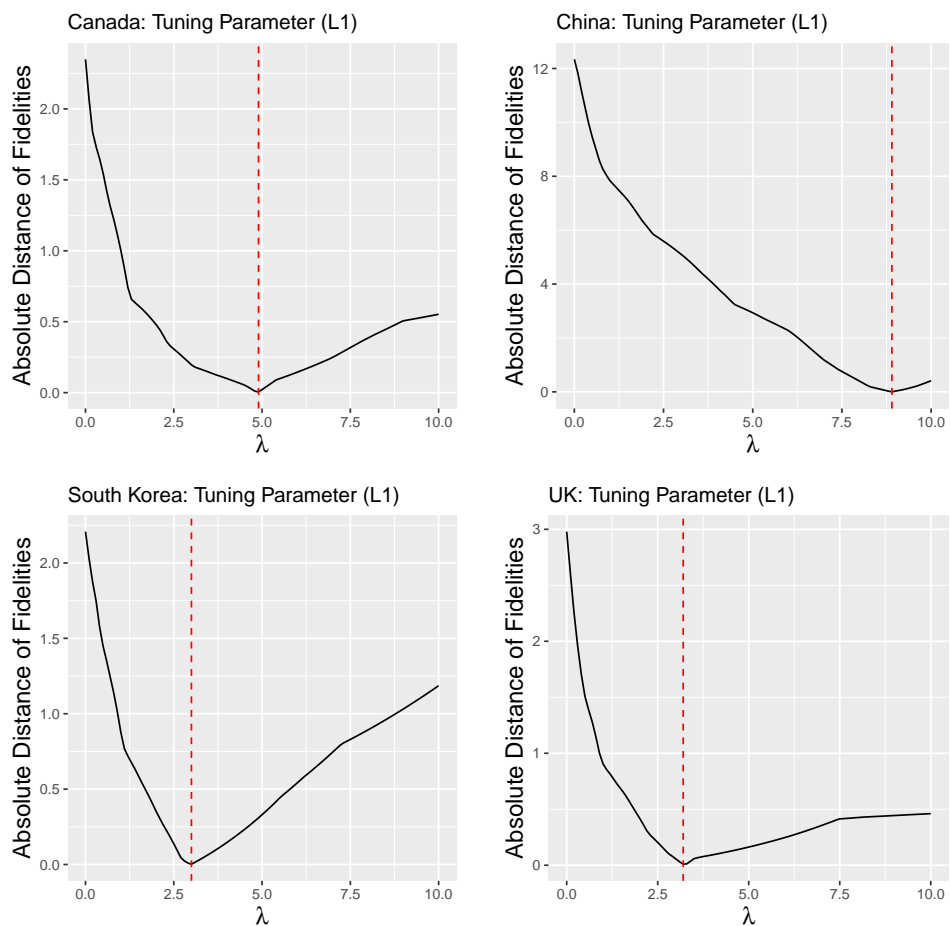 Canada: Tuning Parameter (L1)
Absolute Distance of Fidelities
2.0
1.5
1.0
0.5
0.0
0.0 2.5 5.0 7.5 10.0
λ
China: Tuning Parameter (L1)
Absolute Distance of Fidelities
12
8
4
0
0.0 2.5 5.0 7.5 10.0
λ
South Korea: Tuning Parameter (L1)
Absolute Distance of Fidelities
2.0
1.5
1.0
0.5
0.0
0.0 2.5 5.0 7.5 10.0
λ
UK: Tuning Parameter (L1)
Absolute Distance of Fidelities
3
2
1
0
0.0 2.5 5.0 7.5 10.0
λ